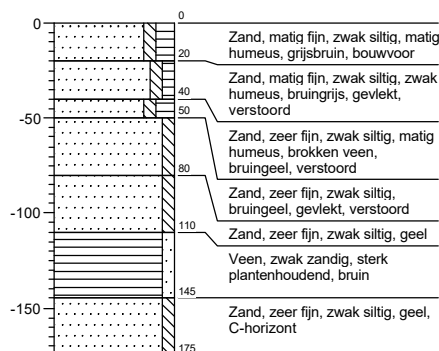 0
0
Zand, matig fijn, zwak siltig, matig
humeus, grijsbruin, bouwvoor
20
Zand, matig fijn, zwak siltig, zwak
humeus, bruingrijs, gevlekt,
verstoord
40
-50
50
Zand, zeer fijn, zwak siltig, matig
humeus, brokken veen,
bruingeel, verstoord
80
Zand, zeer fijn, zwak siltig,
bruingeel, gevlekt, verstoord
-100
110
Zand, zeer fijn, zwak siltig, geel
Veen, zwak zandig, sterk
plantenhoudend, bruin
145
-150
Zand, zeer fijn, zwak siltig, geel,
C-horizont
175